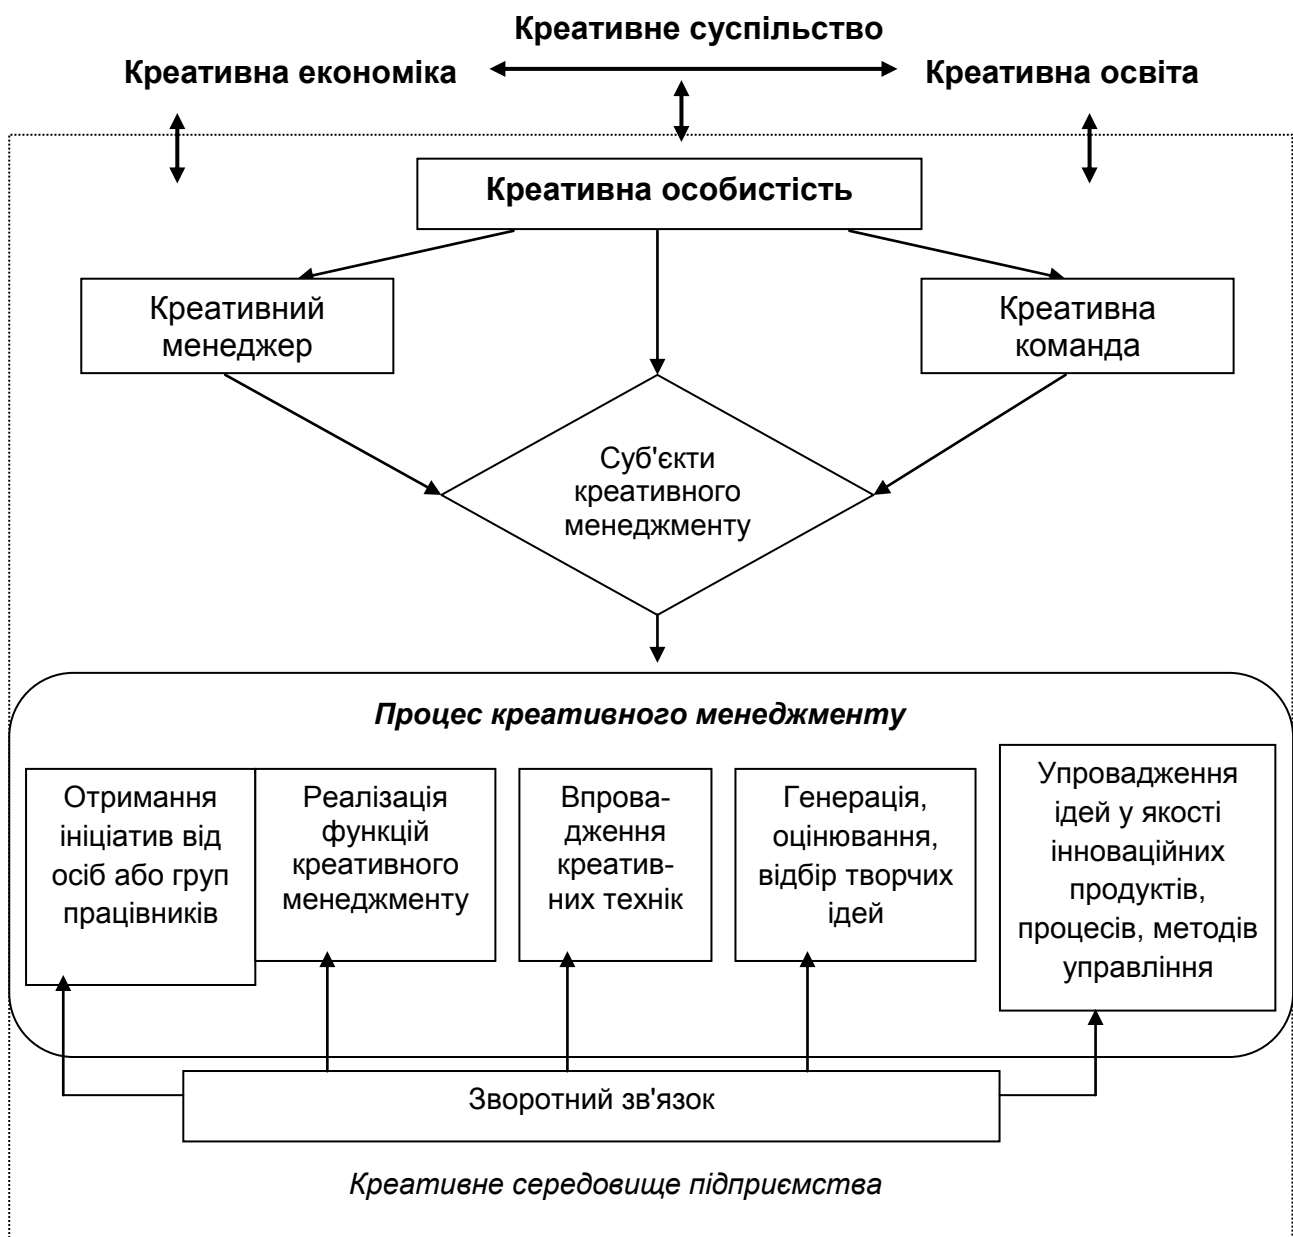 Креативне суспільство
Креативна економіка
Креативна освіта
Креативна особистість
Креативний
менеджер
Креативна
команда
Суб'єкти
креативного
менеджменту
Процес креативного менеджменту
Отримання
ініціатив від
осіб або груп
працівників
Реалізація
функцій
креативного
менеджменту
Впрова-
дження
креатив-
них технік
Генерація,
оцінювання,
відбір творчих
ідей
Упровадження
ідей у якості
інноваційних
продуктів,
процесів, методів
управління
Зворотний зв'язок
Креативне середовище підприємства